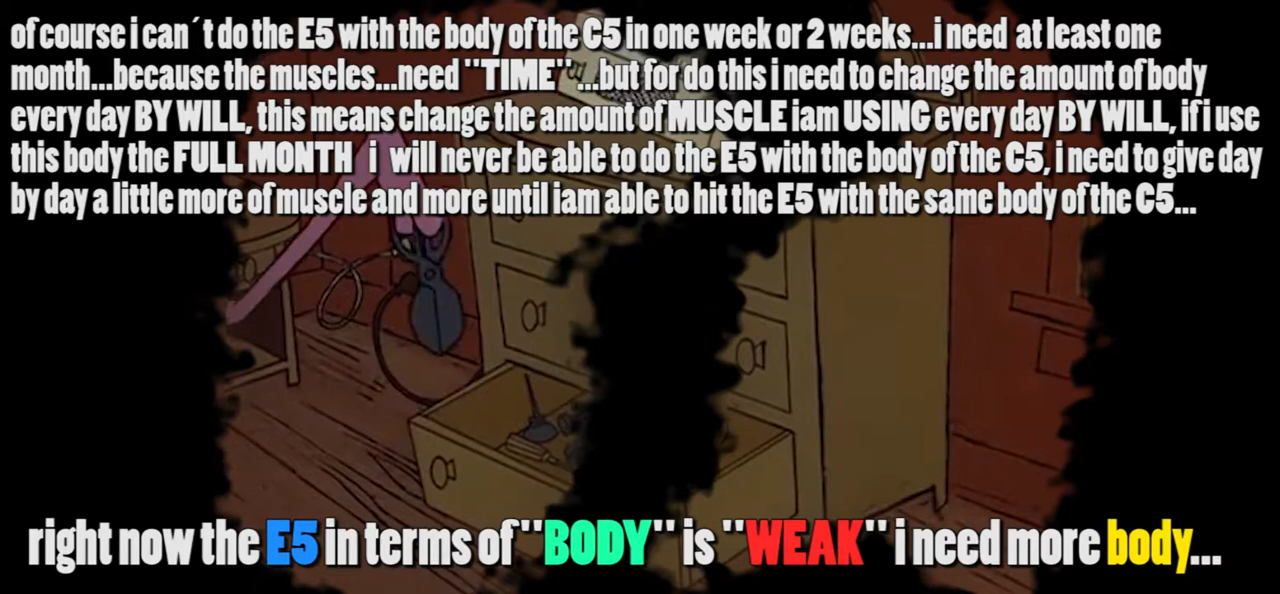 of course i can´t do the E5 with the body of the C5 in one week or 2 weeks...i need at least one
month...because the muscles...need "TIME"...but for do this i need to change the amount of body
every day BY WILL, this means change the amount of MUSCLE iam USING every day BY WILL, if i use
this body the FULL MONTH i will never be able to do the E5 with the body of the C5, i need to give day
by day a little more of muscle and more until iam able to hit the E5 with the same body of the C5...
right now the E5 in terms of "BODY" is "WEAK" i need more body...